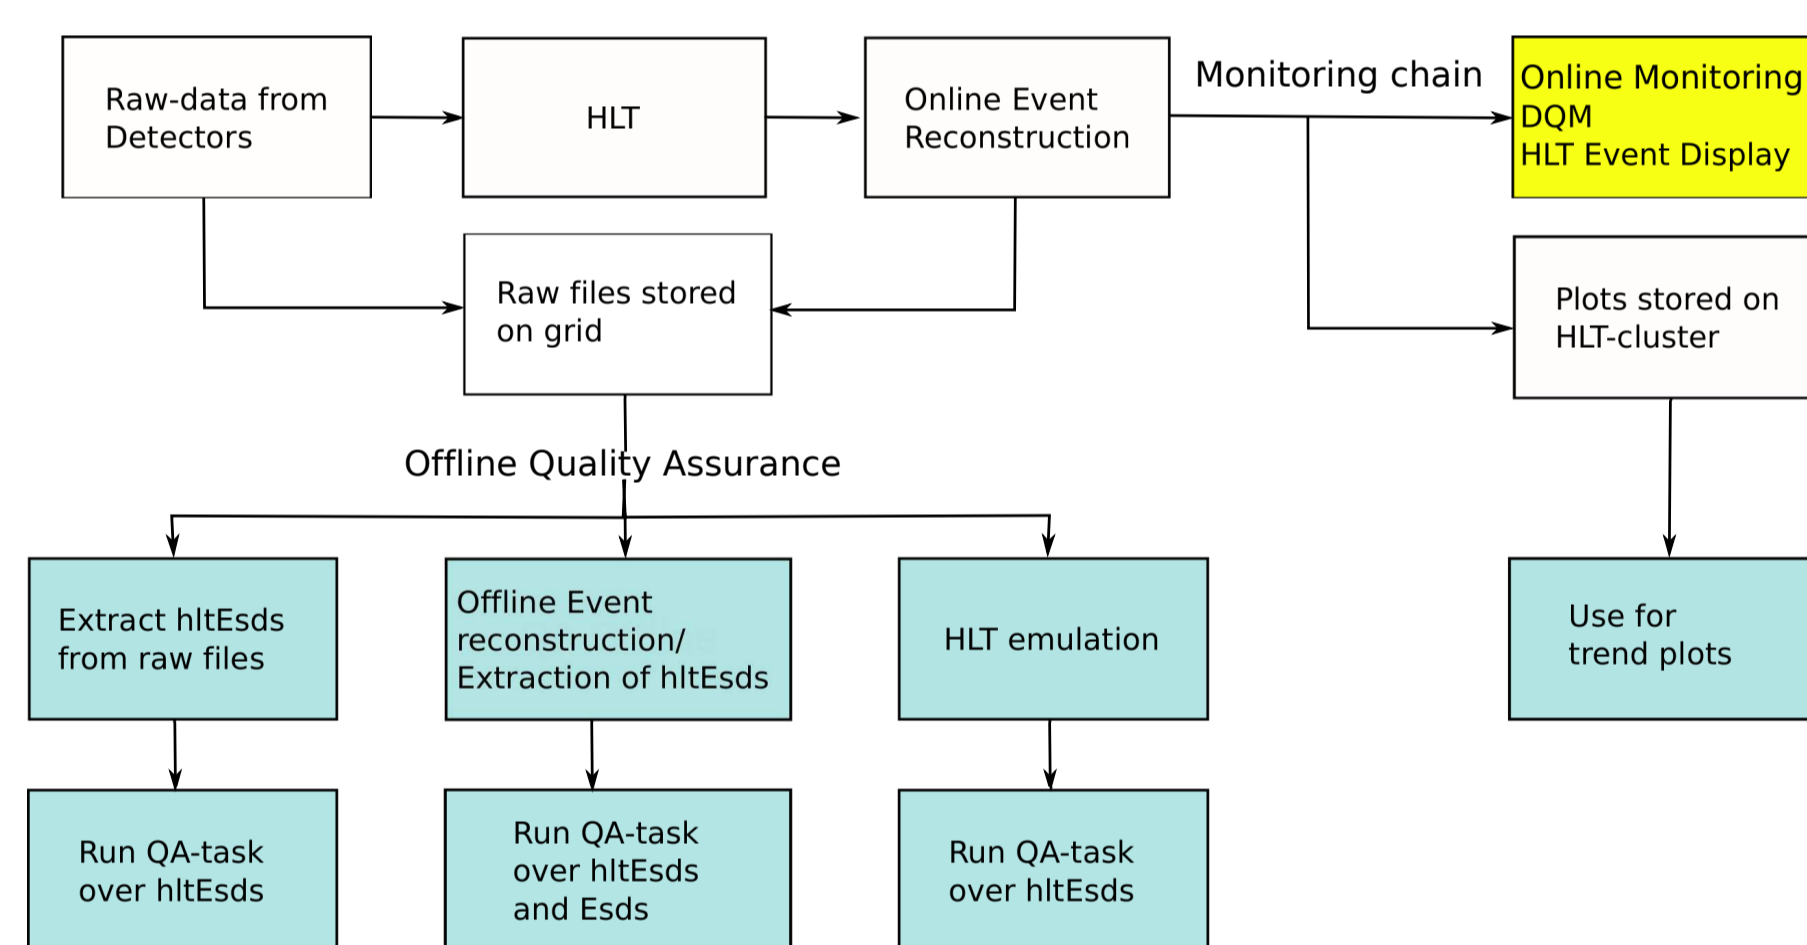 Raw-data from
Detectors
HLT
Online Event
Reconstruction
Monitoring chain
Online Monitoring
DQM
HLT Event Display
Raw files stored
on grid
Plots stored on
HLT-cluster
Offline Quality Assurance
Extract hltEsds
from raw files
Offline Event
reconstruction/
Extraction of hltEsds
HLT emulation
Use for
trend plots
Run QA-task
over hltEsds
Run QA-task
over hltEsds
and Esds
Run QA-task
over hltEsds